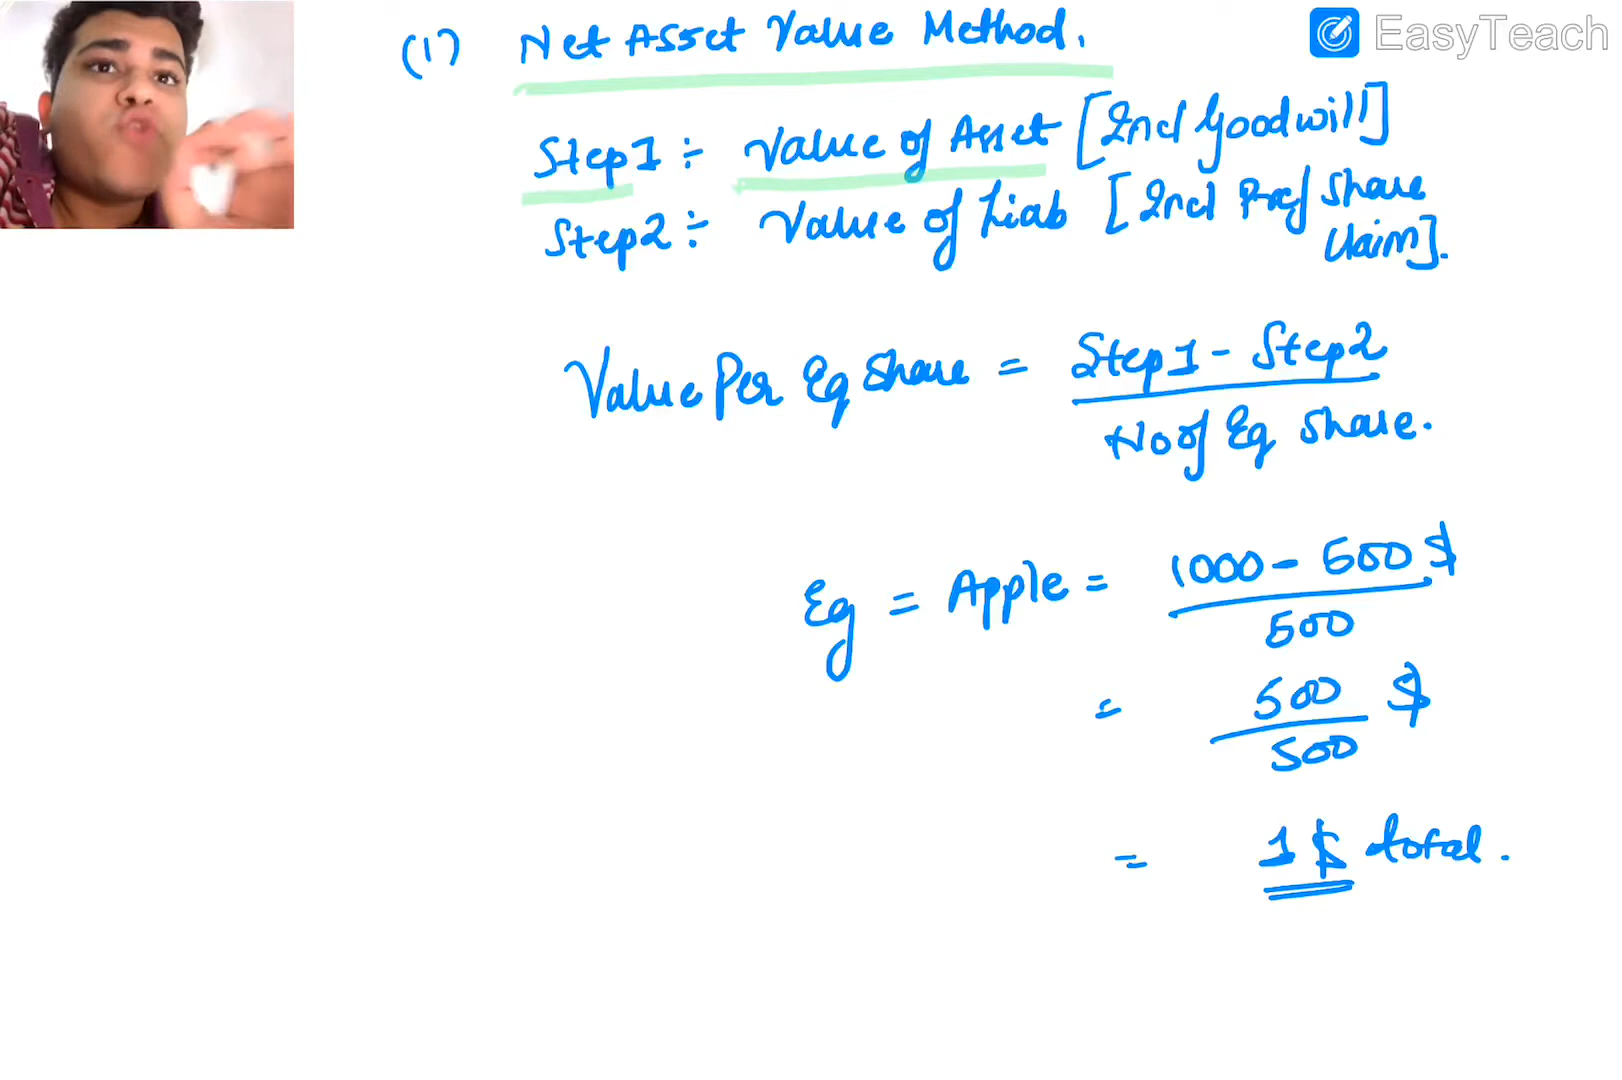 EasyTeach
(1) Net Asset Value Method.
Step1 ÷ Value of Asset [Incl Goodwill]
Step2 ÷ Value of Liab [Incl Pref Share
Claim].
Value Per Eq Share = Step1 - Step2
No of Eq Share.
Eg = Apple = 1000 - 500 $
500
= 500 $
500
= 1 $ total.